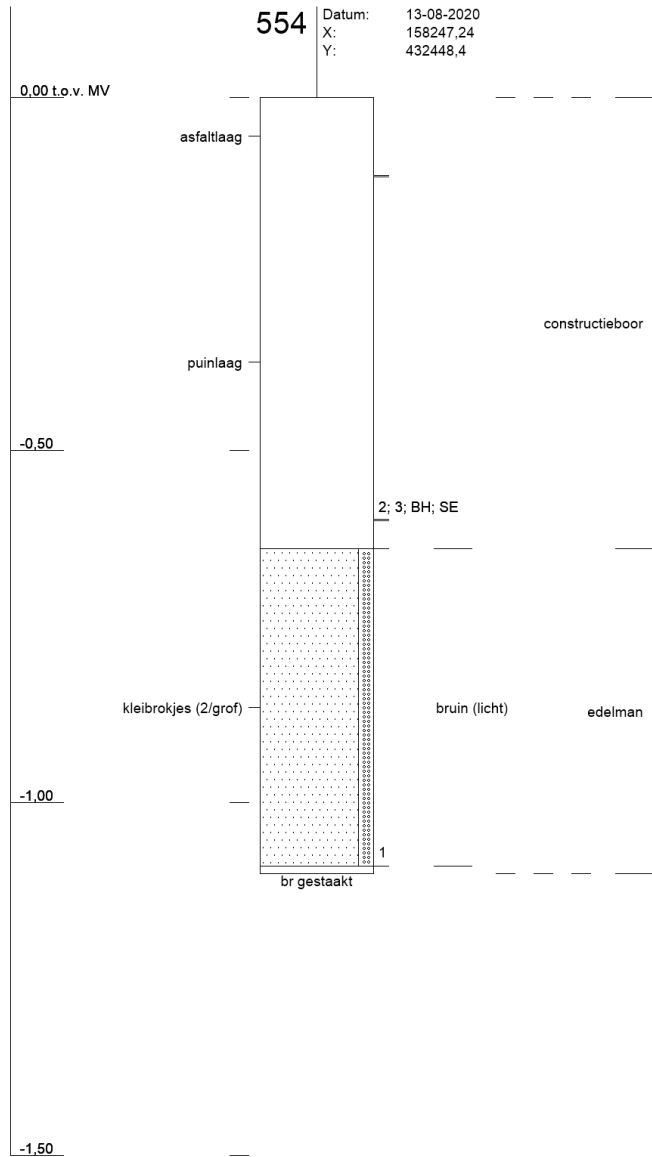 554
Datum: 13-08-2020
X: 158247,24
Y: 432448,4
0,00 t.o.v. MV
asfaltlaag
constructieboor
puinlaag
-0,50
2; 3; BH; SE
kleibrokjes (2/grof)
bruin (licht)
edelman
-1,00
1
br gestaakt
-1,50